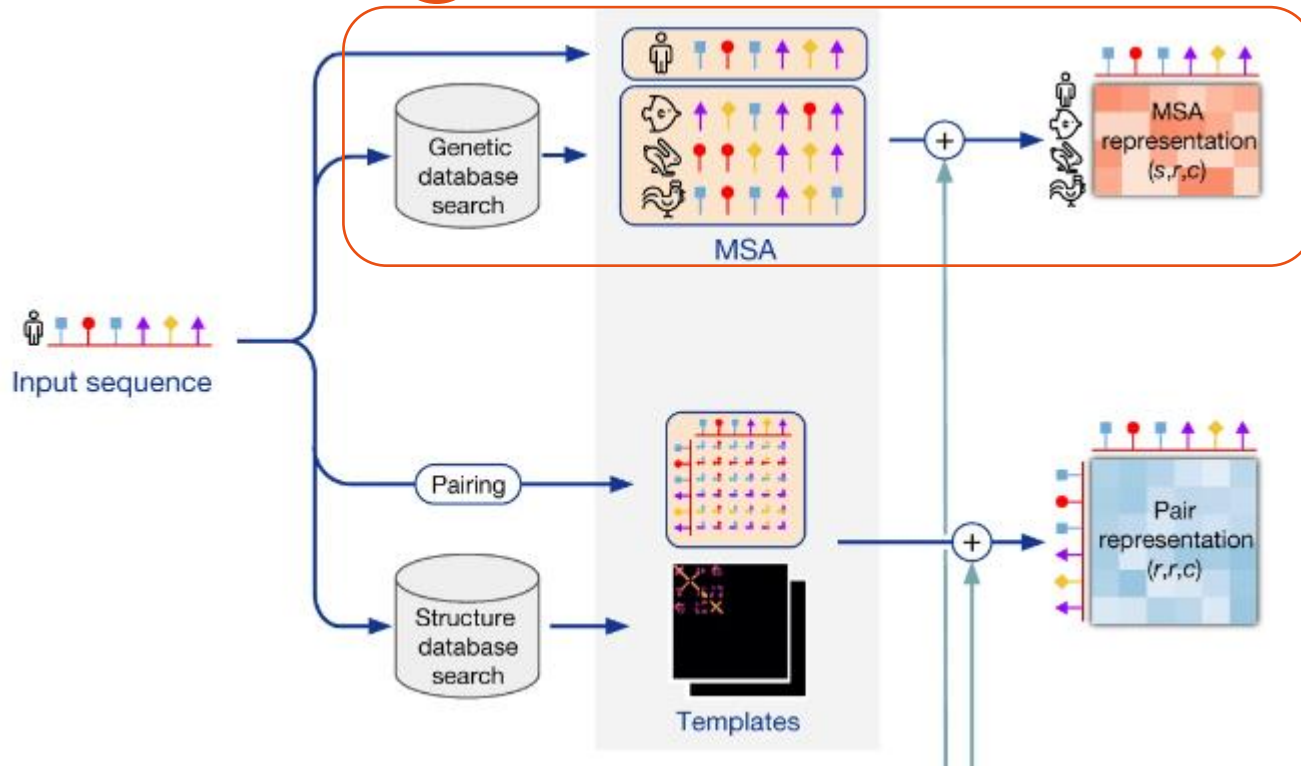 Genetic
database
search
MSA
+
MSA
representation
(s,r,c)
Input sequence
Pairing
+
Pair
representation
(r,r,c)
Structure
database
search
Templates